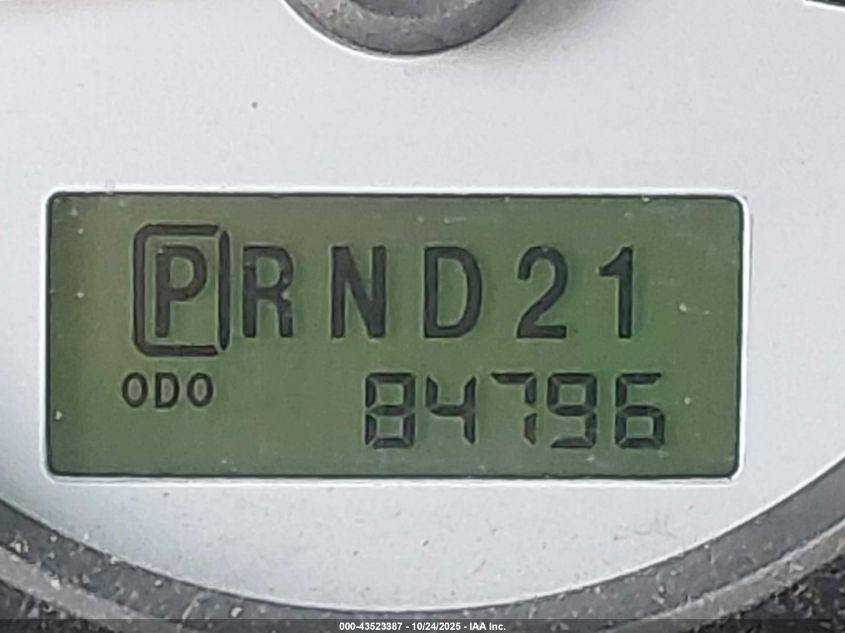 PRND21
ODO 84796
000-43523387 - 10/24/2025 - IAA Inc.